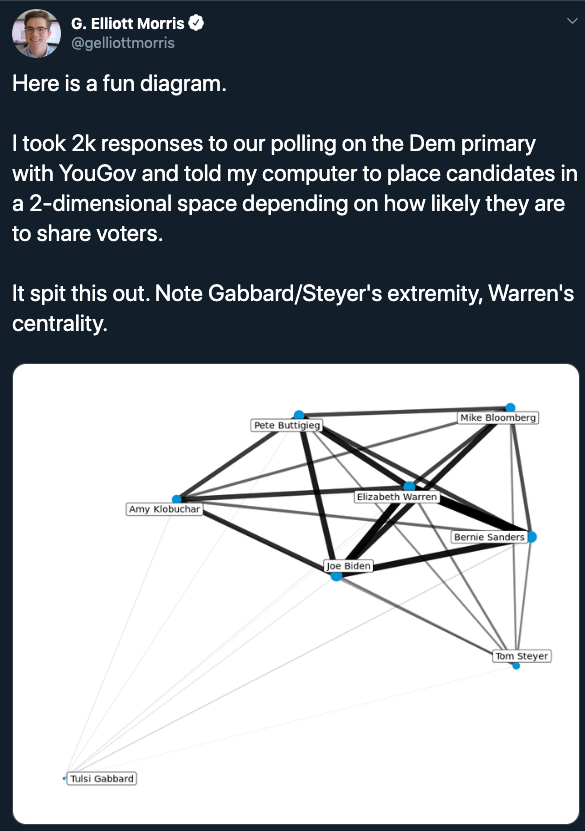 G. Elliott Morris
@gelliottmorris
Here is a fun diagram.
I took 2k responses to our polling on the Dem primary
with YouGov and told my computer to place candidates in
a 2-dimensional space depending on how likely they are
to share voters.
It spit this out. Note Gabbard/Steyer's extremity, Warren's
centrality.
Mike Bloomberg
Pete Buttigieg
Elizabeth Warren
Amy Klobuchar
Bernie Sanders
Joe Biden
Tom Steyer
Tulsi Gabbard